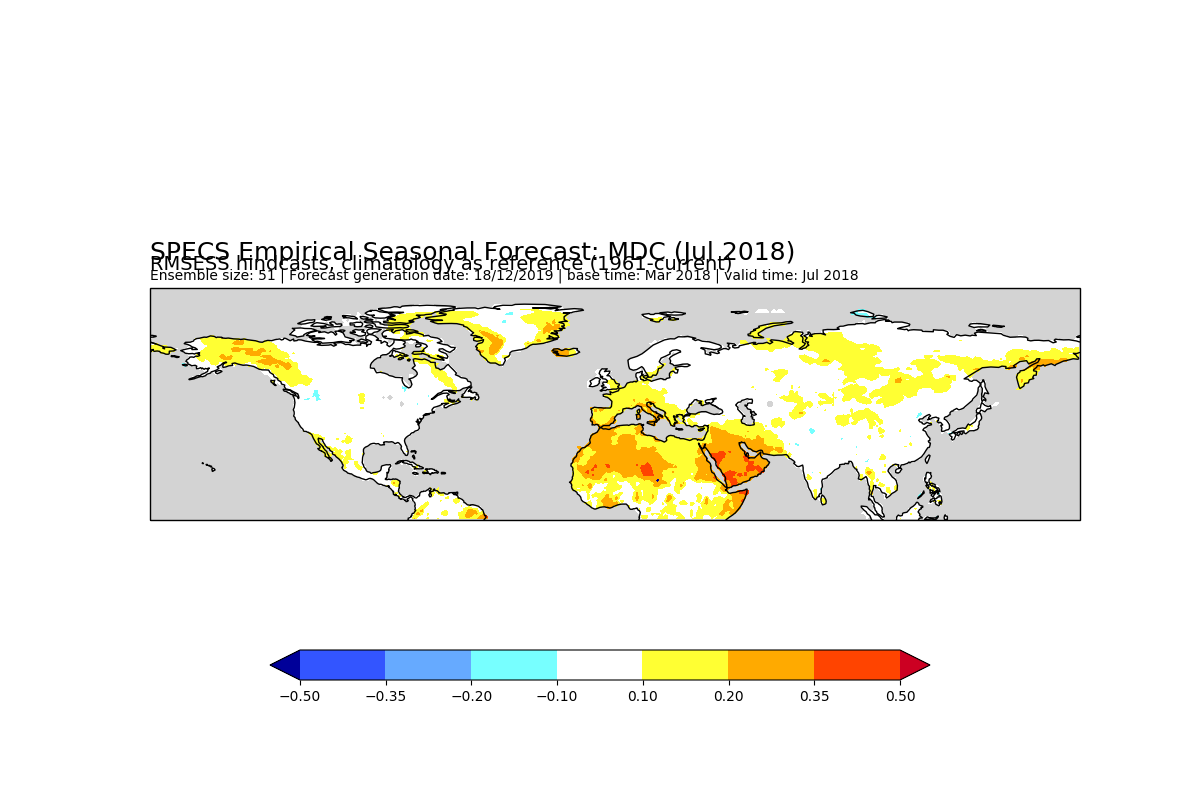 SPECS Empirical Seasonal Forecast: MDC (Jul 2018)
RMSESS hindcasts, climatology as reference (1961-current)
Ensemble size: 51 | Forecast generation date: 18/12/2019 | base time: Mar 2018 | valid time: Jul 2018
−0.50 −0.35 −0.20 −0.10 0.10 0.20 0.35 0.50